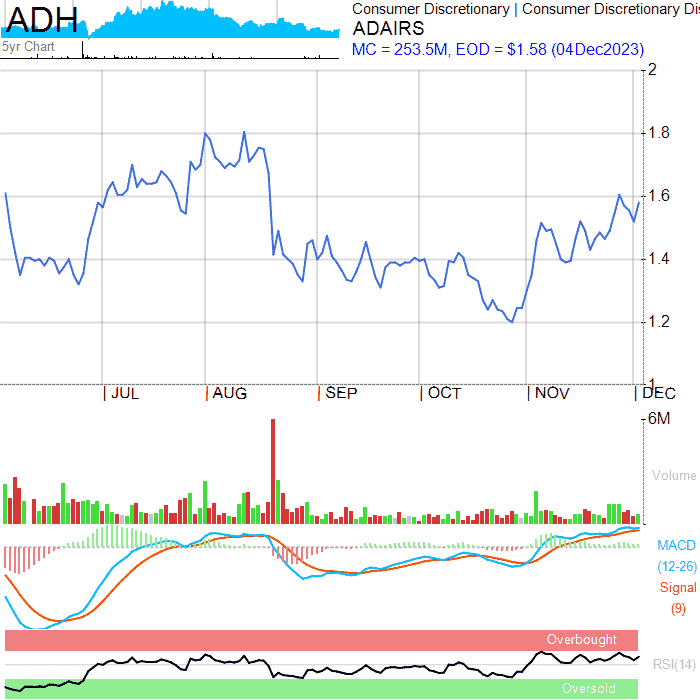 ADH
5yr Chart
Consumer Discretionary | Consumer Discretionary Dis
ADAIRS
MC = 253.5M, EOD = $1.58 (04Dec2023)
2
1.8
1.6
1.4
1.2
1
| JUL | AUG | SEP | OCT | NOV | DEC
6M
Volume
MACD
(12-26)
Signal
(9)
Overbought
RSI(14)
Oversold